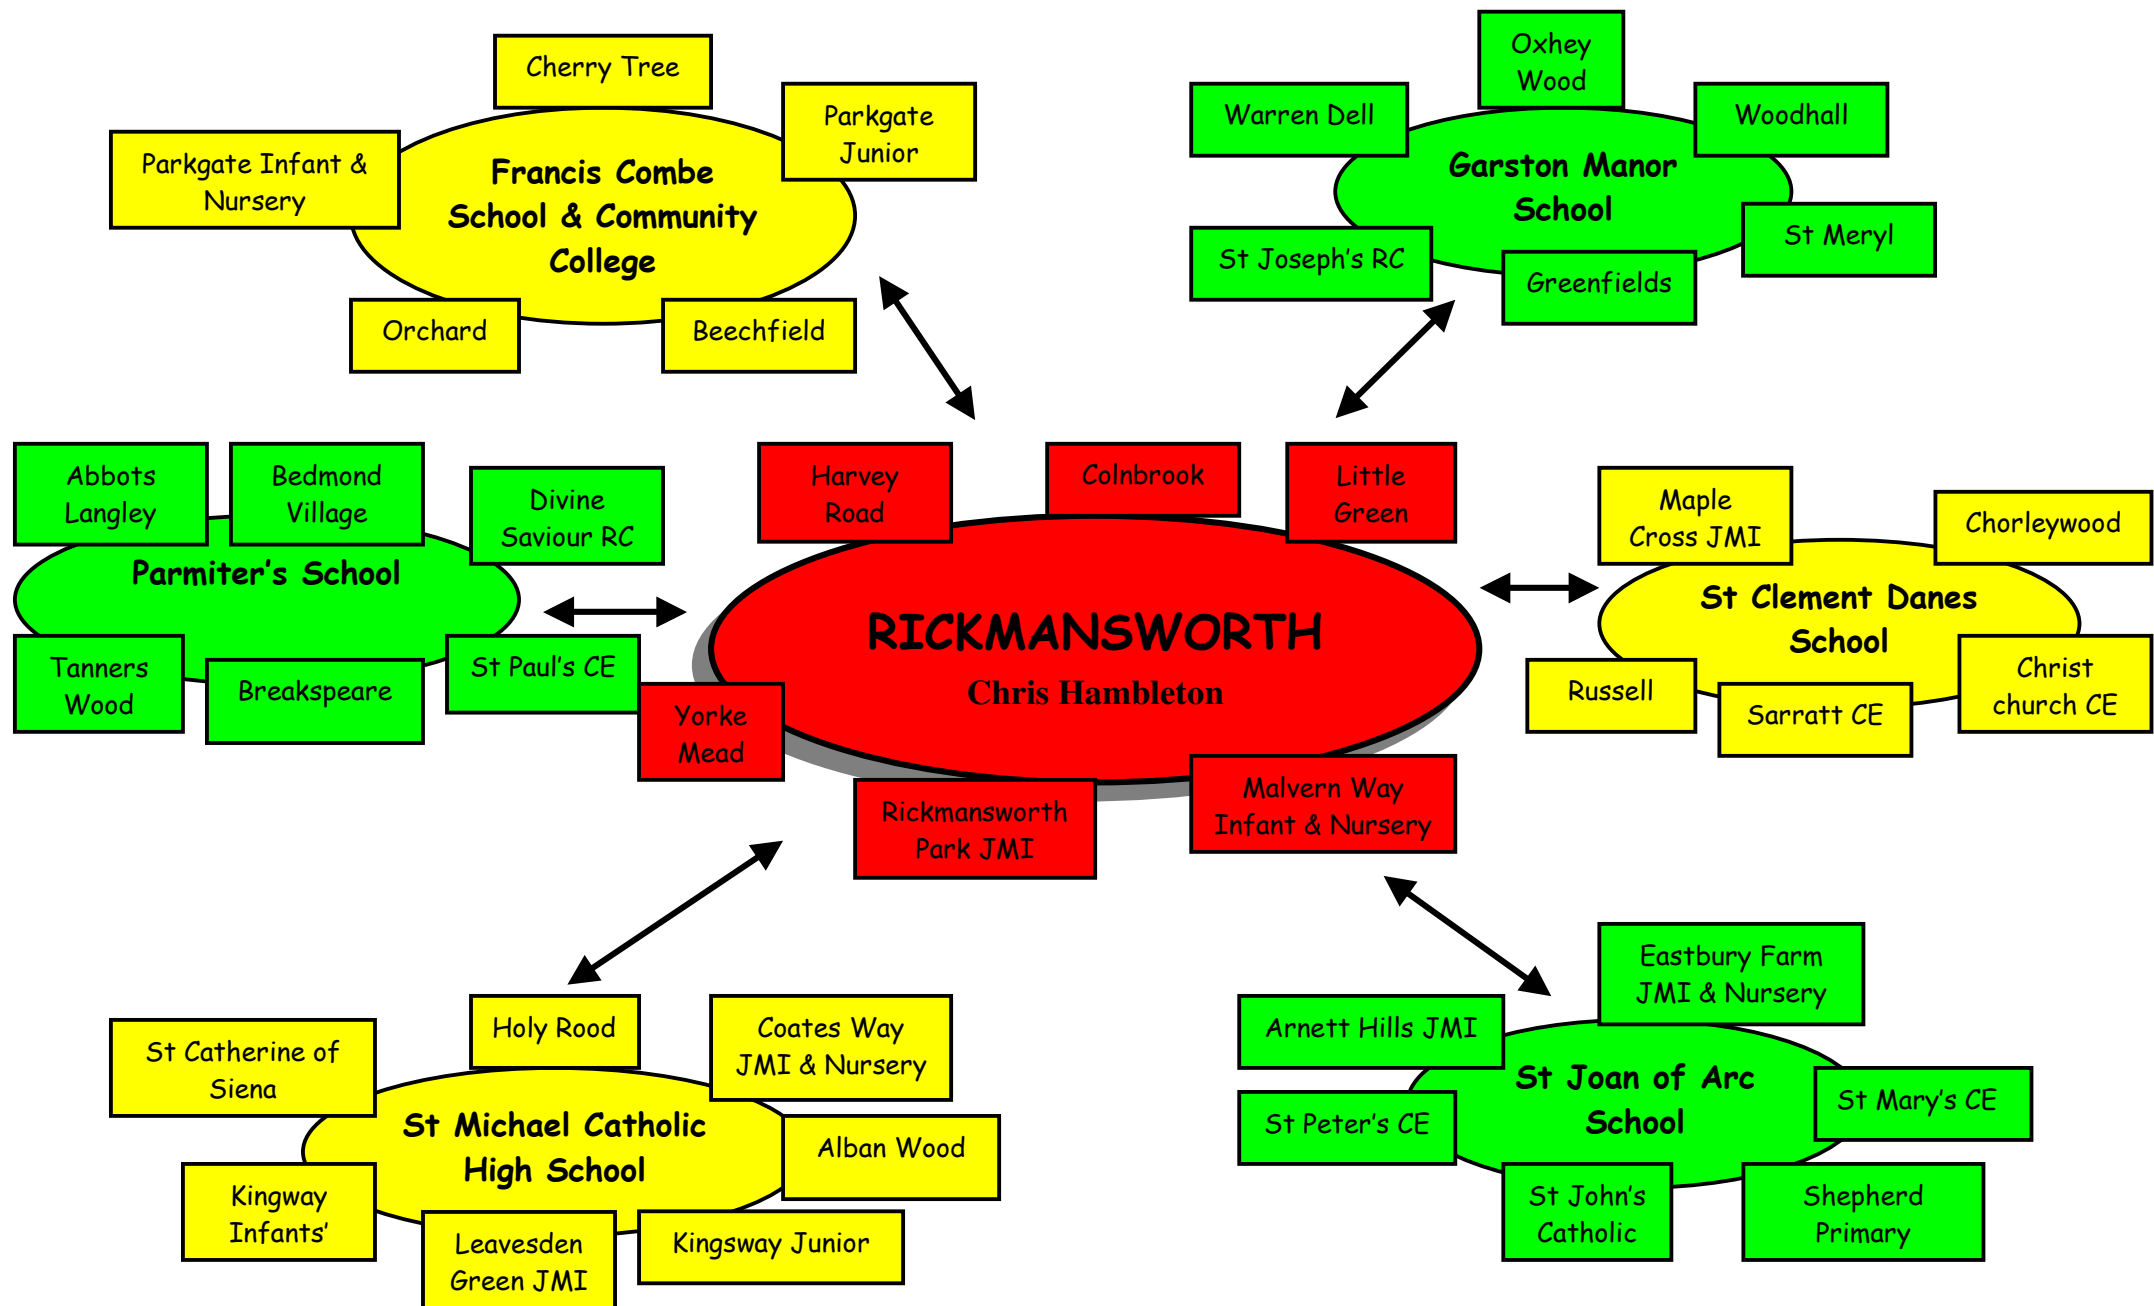 Cherry Tree
Parkgate
Junior
Parkgate Infant &
Nursery
Francis Combe
School & Community
College
Orchard
Beechfield
Oxhey
Wood
Warren Dell
Woodhall
Garston Manor
School
St Meryl
St Joseph's RC
Greenfields
Abbots
Langley
Bedmond
Village
Divine
Saviour RC
Parmiter's School
Tanners
Wood
Breakspeare
St Paul's CE
Harvey
Road
Colnbrook
Little
Green
RICKMANSWORTH
Chris Hambleton
Yorke
Mead
Rickmansworth
Park JMI
Malvern Way
Infant & Nursery
Maple
Cross JMI
Chorleywood
St Clement Danes
School
Russell
Sarratt CE
Christ
church CE
Holy Rood
Coates Way
JMI & Nursery
St Catherine of
Siena
St Michael Catholic
High School
Alban Wood
Kingway
Infants'
Leavesden
Green JMI
Kingsway Junior
Eastbury Farm
JMI & Nursery
Arnett Hills JMI
St Joan of Arc
School
St Mary's CE
St Peter's CE
St John's
Catholic
Shepherd
Primary